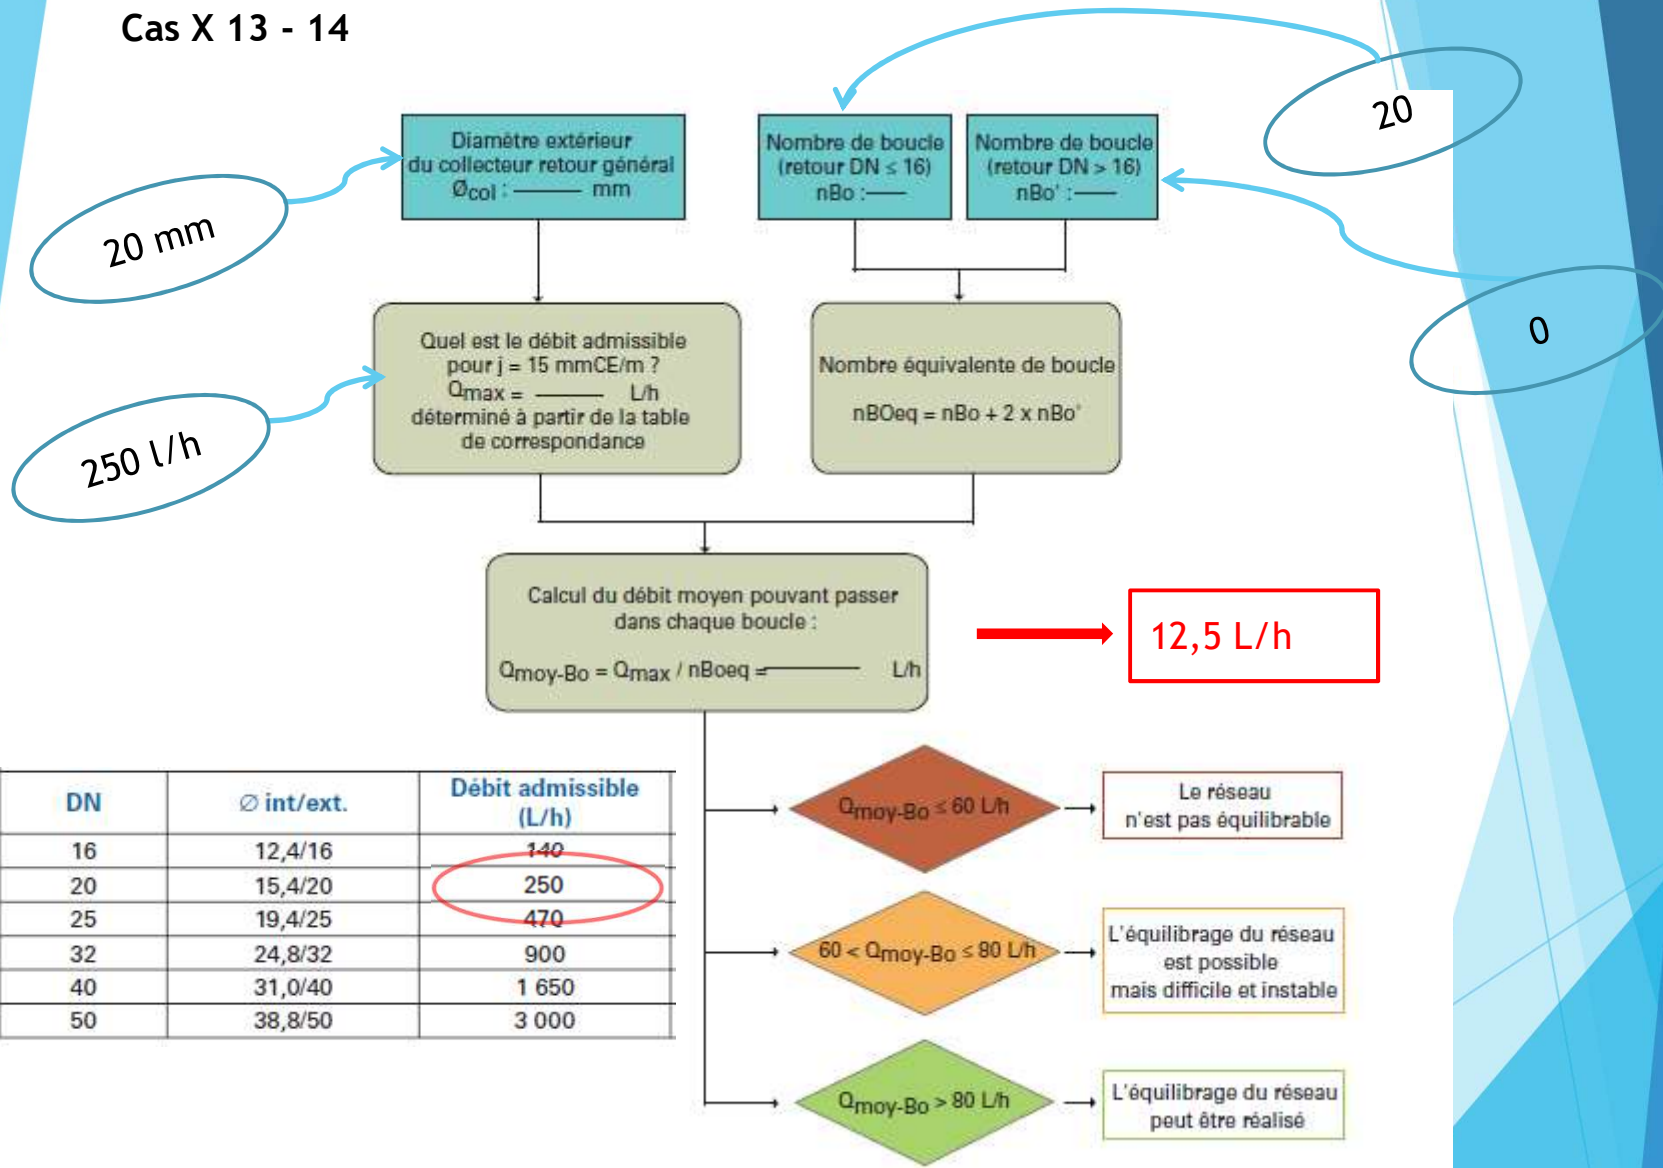 Cas X 13 - 14
20
Diamètre extérieur
du collecteur retour général
Øcol : mm
Nombre de boucle
(retour DN ≤ 16)
nBo :
Nombre de boucle
(retour DN > 16)
nBo' :
20 mm
0
Quel est le débit admissible
pour j = 15 mmCE/m ?
Qmax = L/h
déterminé à partir de la table
de correspondance
Nombre équivalente de boucle
nBOeq = nBo + 2 x nBo'
250 l/h
Calcul du débit moyen pouvant passer
dans chaque boucle :
Qmoy-Bo = Qmax / nBoeq = L/h
12,5 L/h
DN Ø int/ext. Débit admissible
(L/h)
16 12,4/16 140
20 15,4/20 250
25 19,4/25 470
32 24,8/32 900
40 31,0/40 1 650
50 38,8/50 3 000
Qmoy-Bo ≤ 60 L/h
Le réseau
n'est pas équilibrable
60 < Qmoy-Bo ≤ 80 L/h
L'équilibrage du réseau
est possible
mais difficile et instable
Qmoy-Bo > 80 L/h
L'équilibrage du réseau
peut être réalisé